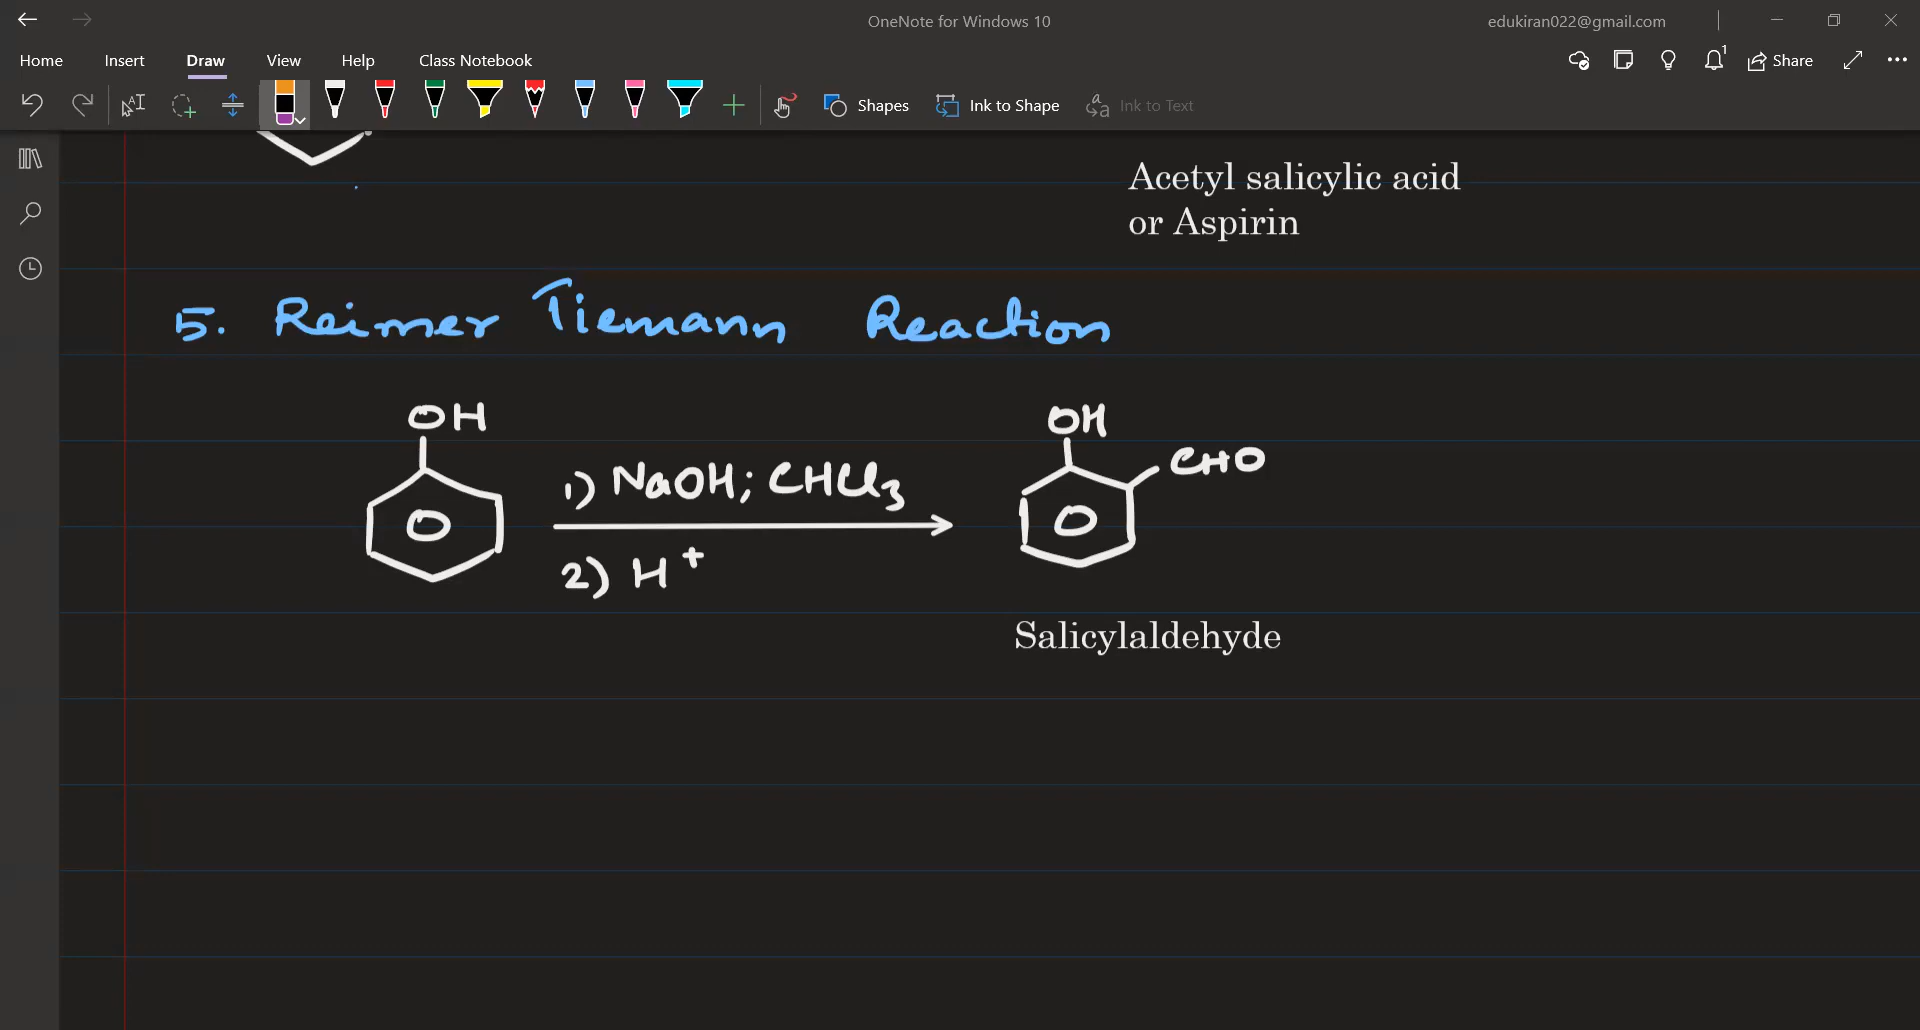 OneNote for Windows 10
edukiran022@gmail.com
Home Insert Draw View Help Class Notebook
1
Share
Shapes Ink to Shape Ink to Text
Acetyl salicylic acid
or Aspirin
5. Reimer Tiemann Reaction
OH
OH
CHO
1) NaOH; CHCl3
2) H+
Salicylaldehyde